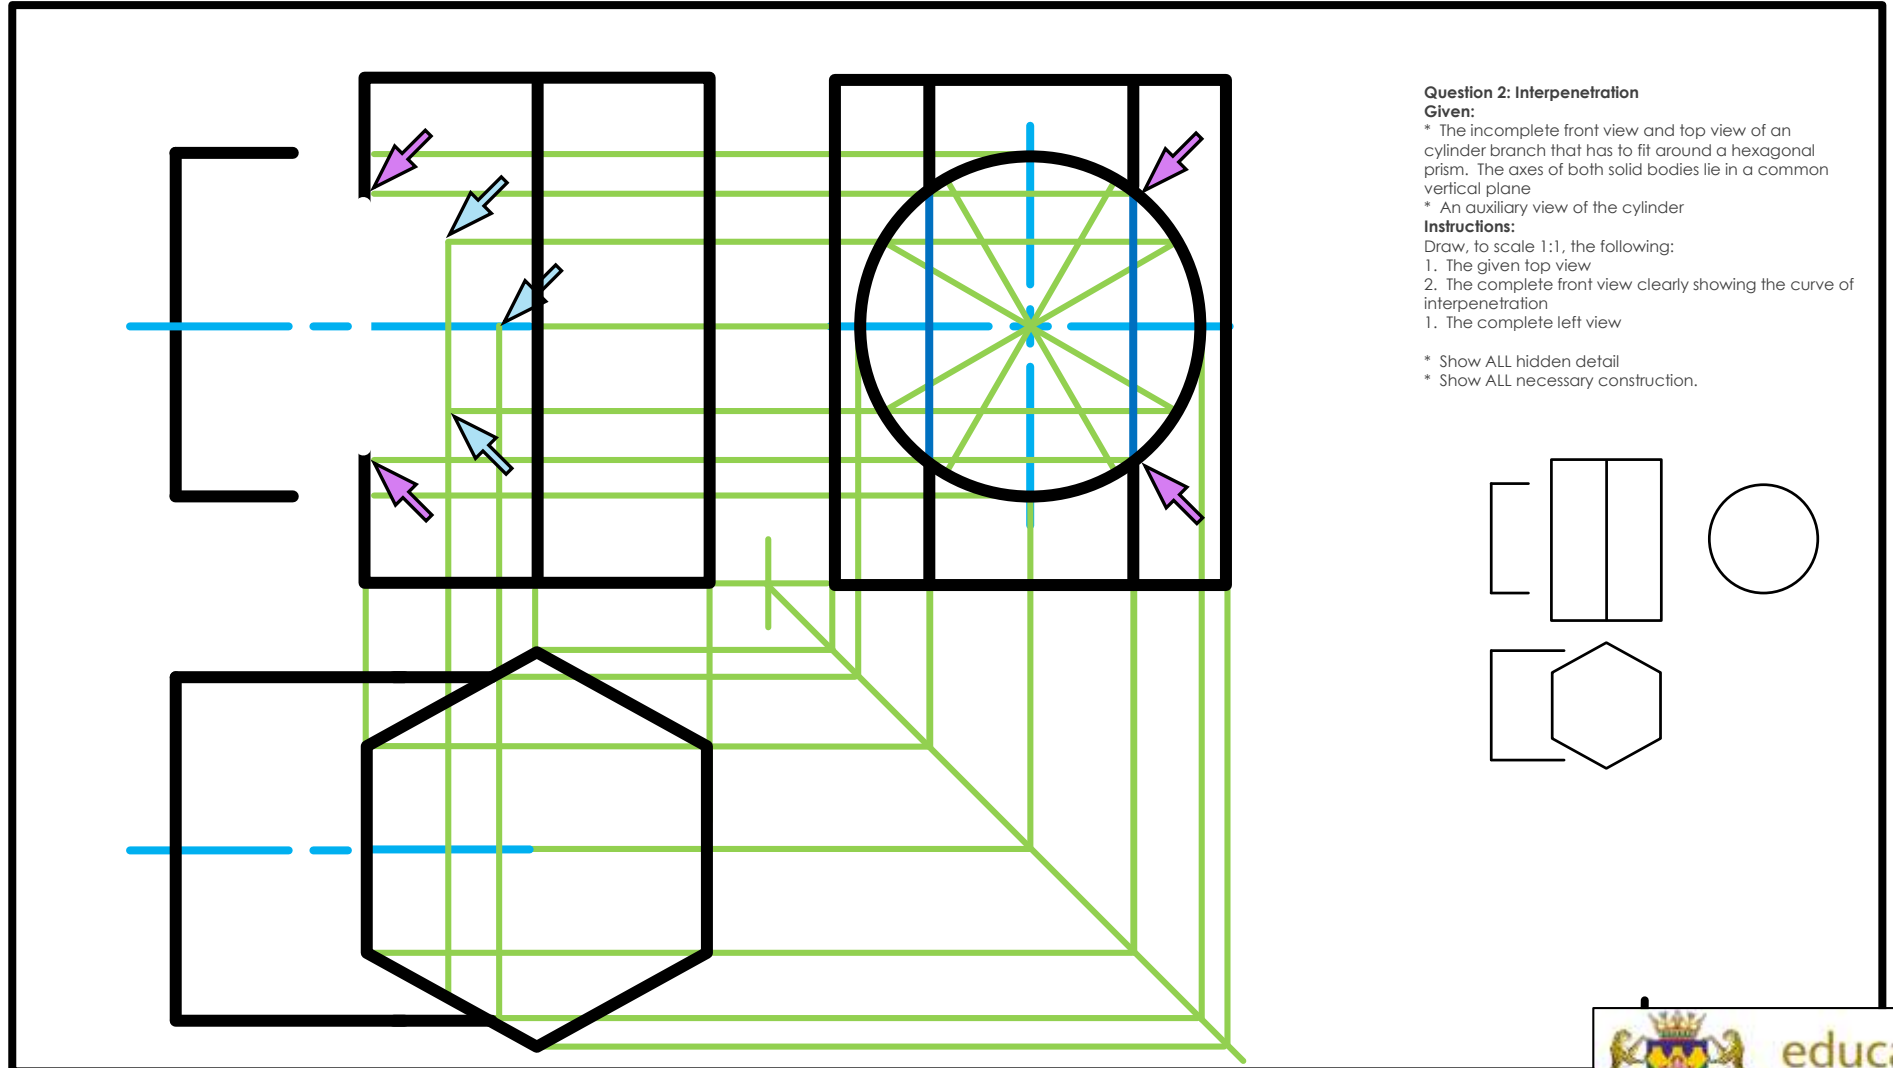 Question 2: Interpenetration
Given:
* The incomplete front view and top view of an
cylinder branch that has to fit around a hexagonal
prism. The axes of both solid bodies lie in a common
vertical plane
* An auxiliary view of the cylinder
Instructions:
Draw, to scale 1:1, the following:
1. The given top view
2. The complete front view clearly showing the curve of
interpenetration
1. The complete left view
* Show ALL hidden detail
* Show ALL necessary construction.